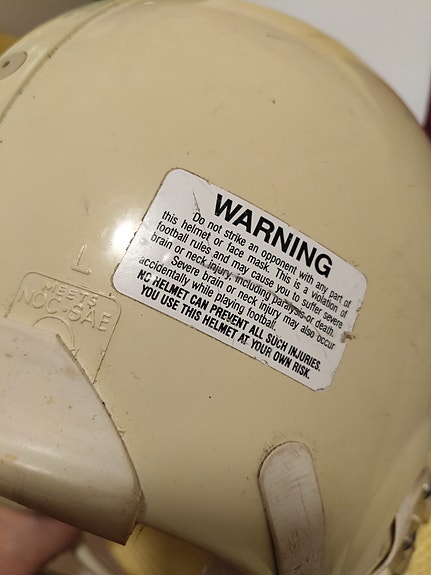 WARNING
Do not strike an opponent with any part of
this helmet or face mask. This is a violation of
football rules and may cause you to suffer severe
brain or neck injury, including paralysis or death.
Severe brain or neck injury may also occur
accidentally while playing football.
NO HELMET CAN PREVENT ALL SUCH INJURIES.
YOU USE THIS HELMET AT YOUR OWN RISK.
L
MEETS
NOC-SAE